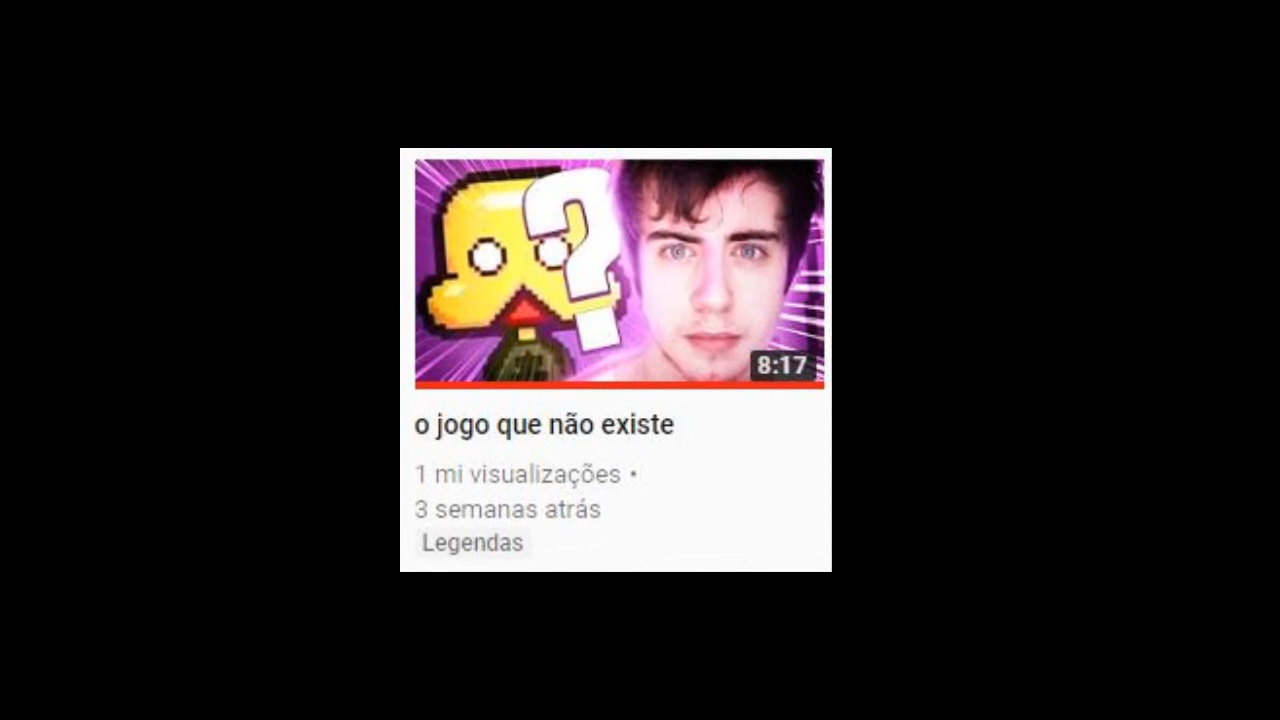 ?
8:17
o jogo que não existe
1 mi visualizações •
3 semanas atrás
Legendas